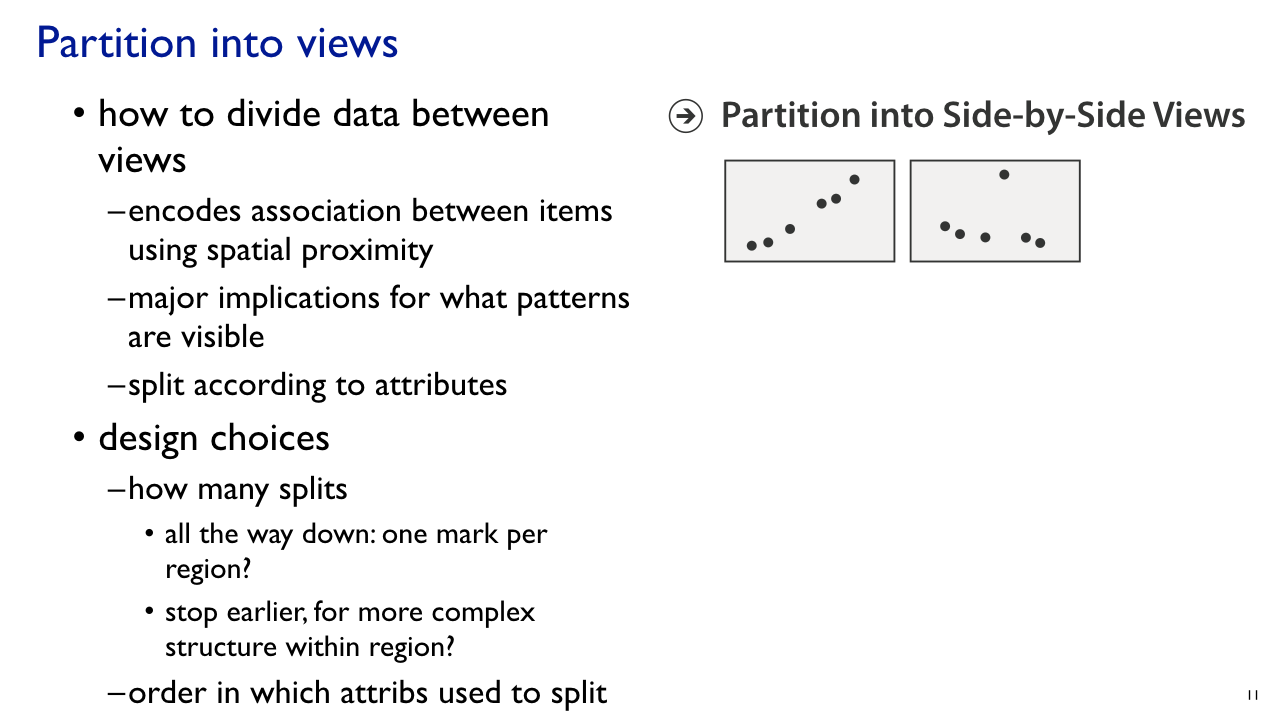 Partition into views
• how to divide data between
views
–encodes association between items
using spatial proximity
–major implications for what patterns
are visible
–split according to attributes
• design choices
–how many splits
• all the way down: one mark per
region?
• stop earlier, for more complex
structure within region?
–order in which attribs used to split
Partition into Side-by-Side Views
11